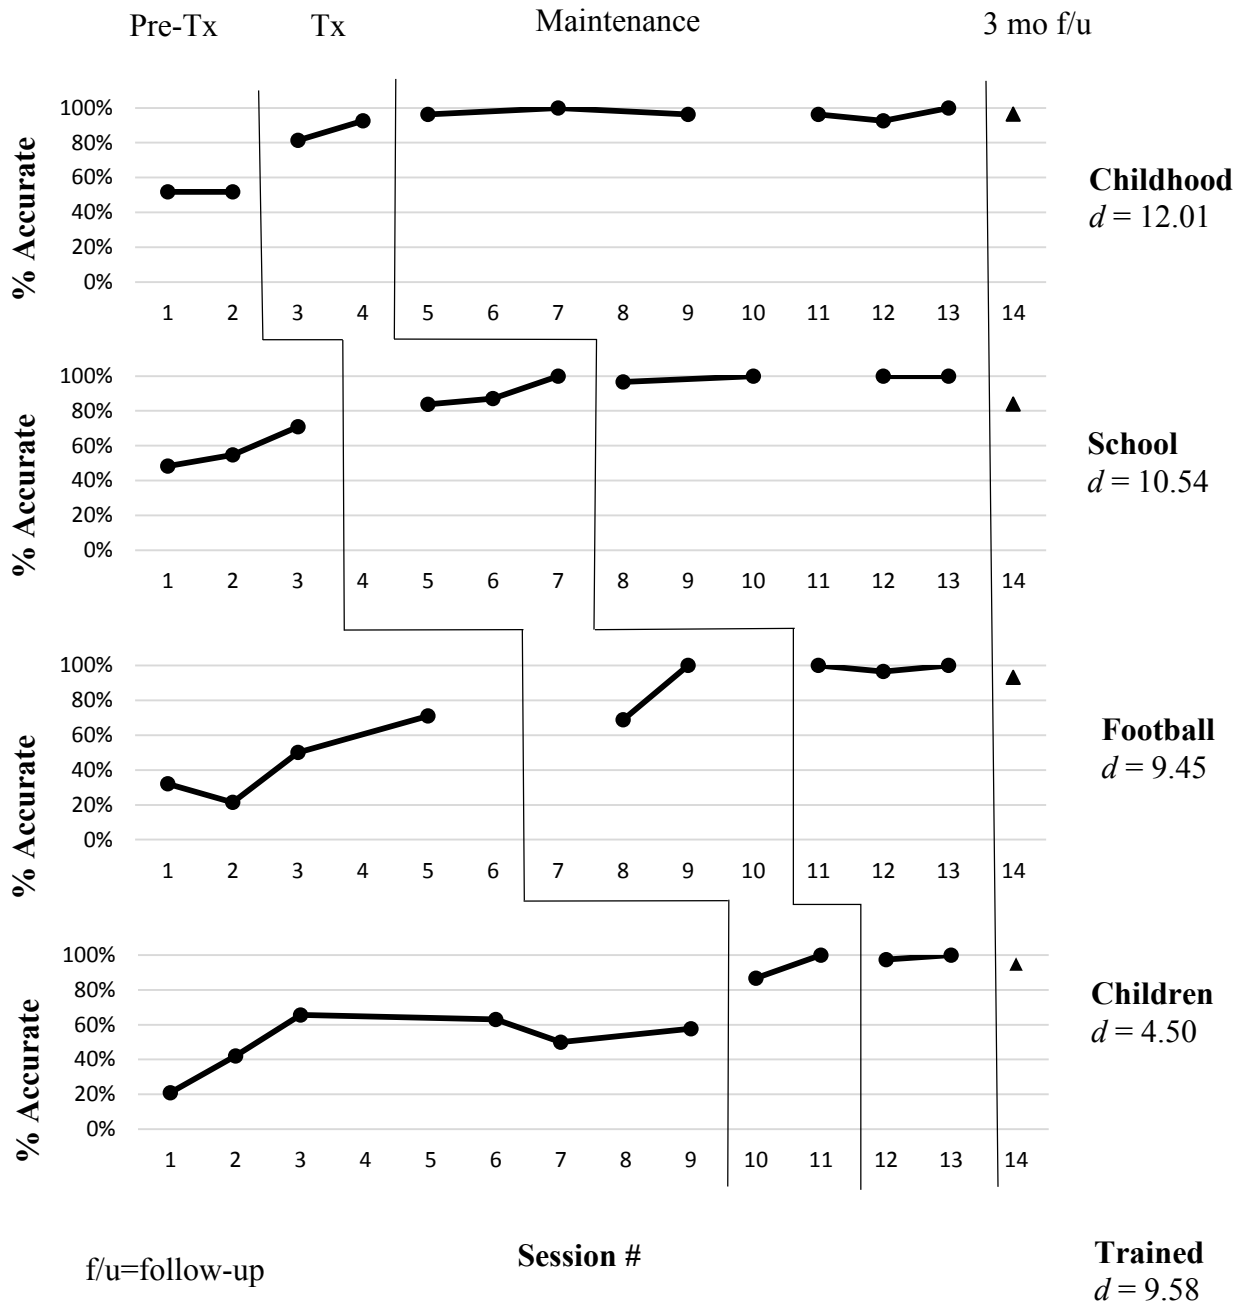 Pre-Tx Tx Maintenance 3 mo f/u
% Accurate
100%
80%
60%
40%
20%
0%
1 2 3 4 5 7 8 9 10 11 12 13 14
Childhood
d = 12.01
% Accurate
100%
80%
60%
40%
20%
0%
1 2 3 4 5 6 7 8 9 10 11 12 13 14
School
d = 10.54
% Accurate
100%
80%
60%
40%
20%
0%
1 2 3 4 5 6 7 8 9 10 11 12 13 14
Football
d = 9.45
% Accurate
100%
80%
60%
40%
20%
0%
1 2 3 4 5 6 7 8 9 10 11 12 13 14
Children
d = 4.50
f/u=follow-up
Session #
Trained
d = 9.58